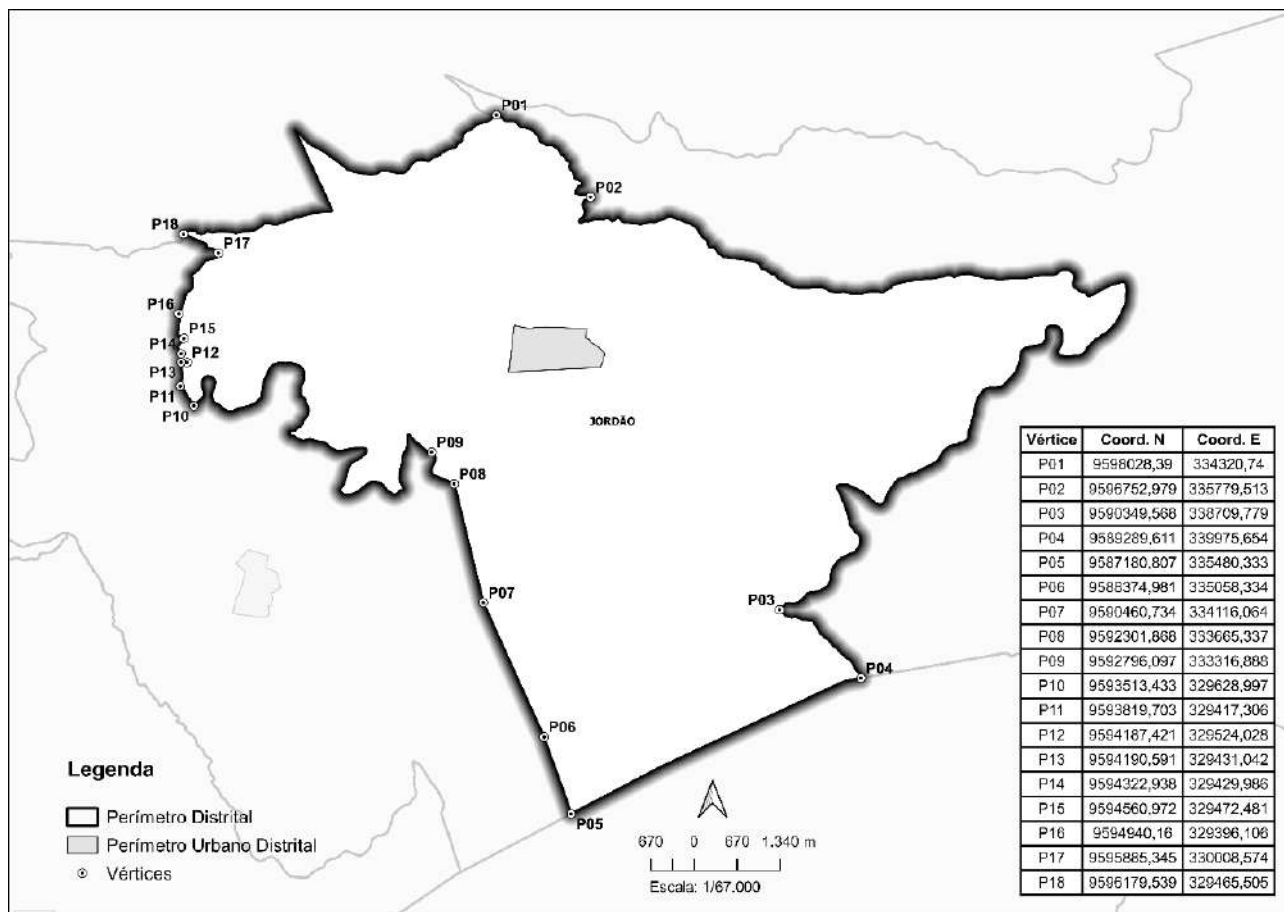 P01
P02
P18
P17
P16
P15
P14
P12
P13
P11
P10
JORDÃO
P09
P08
P07
P03
P04
P06
P05
Vértice Coord. N Coord. E
P01 9598028,39 334320,74
P02 9596752,979 335779,513
P03 9590349,568 338709,779
P04 9589289,611 339975,654
P05 9587180,807 335480,333
P06 9588374,981 335058,334
P07 9590460,734 334116,064
P08 9592301,868 333665,337
P09 9592796,097 333316,888
P10 9593513,433 329628,997
P11 9593819,703 329417,306
P12 9594187,421 329524,028
P13 9594190,591 329431,042
P14 9594322,938 329429,986
P15 9594560,972 329472,481
P16 9594940,16 329396,106
P17 9595885,345 330008,574
P18 9596179,539 329465,505
Legenda
Perímetro Distrital
Perímetro Urbano Distrital
Vértices
670 0 670 1.340 m
Escala: 1/67.000